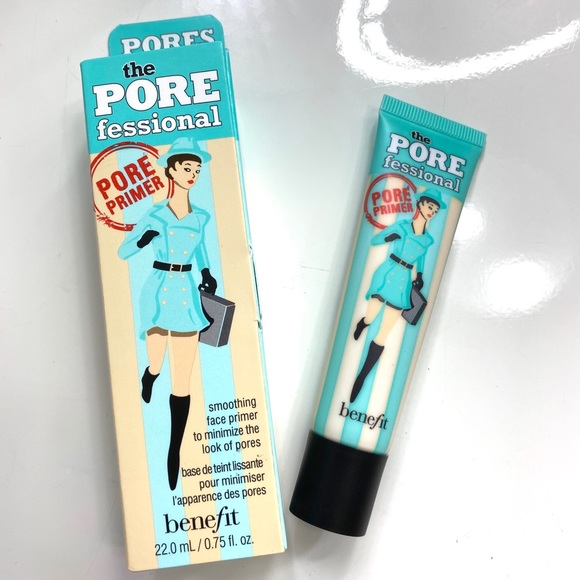 PORES
the
PORE
fessional
PORE
PRIMER
smoothing
face primer
to minimize the
look of pores
base de teint lissante
pour minimiser
l'apparence des pores
benefit
22.0 mL / 0.75 fl. oz.
the
PORE
fessional
PORE
PRIMER
benefit